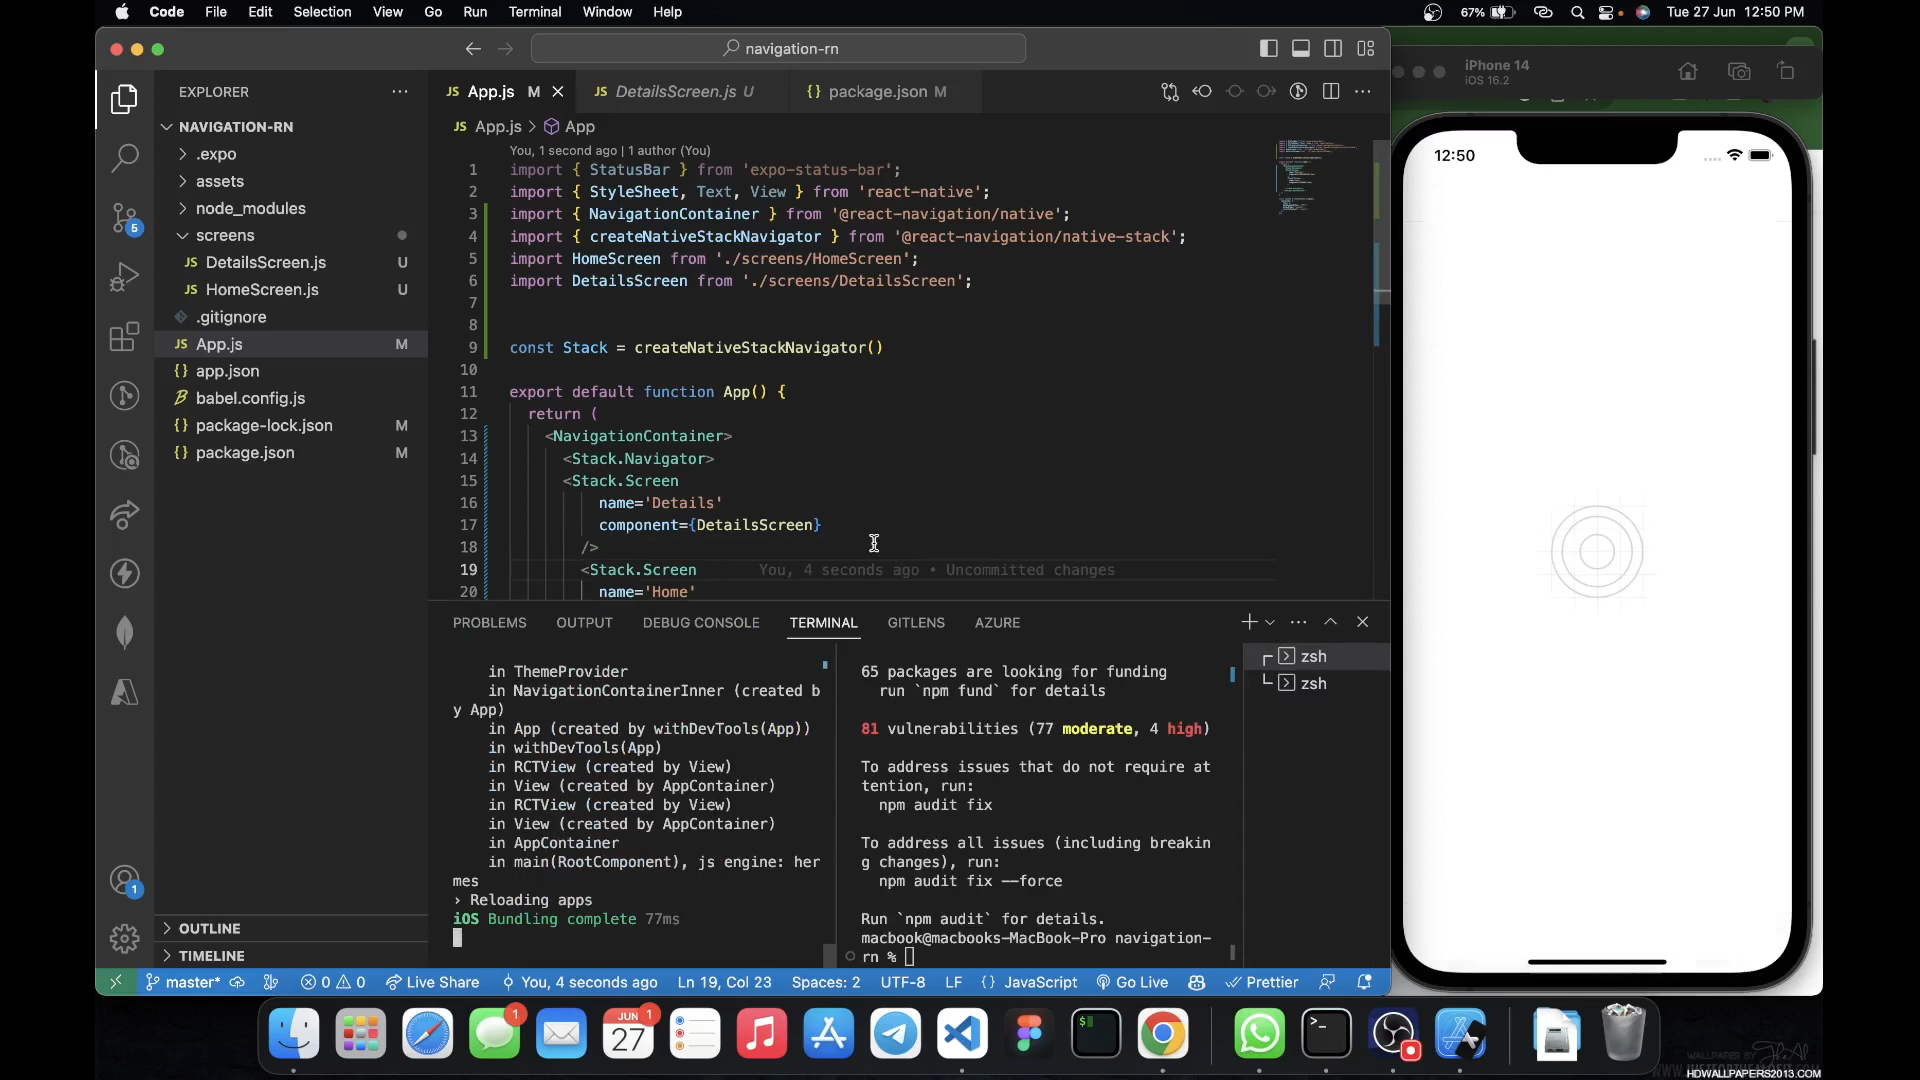 Code File Edit Selection View Go Run Terminal Window Help
67% Tue 27 Jun 12:50 PM
navigation-rn
iPhone 14
iOS 16.2
EXPLORER
NAVIGATION-RN
.expo
assets
node_modules
screens
JS DetailsScreen.js U
JS HomeScreen.js U
.gitignore
JS App.js M
{} app.json
babel.config.js
{} package-lock.json M
{} package.json M
OUTLINE
TIMELINE
5
1
JS App.js M
JS DetailsScreen.js U
{} package.json M
JS App.js > App
You, 1 second ago | 1 author (You)
1 import { StatusBar } from 'expo-status-bar';
2 import { StyleSheet, Text, View } from 'react-native';
3 import { NavigationContainer } from '@react-navigation/native';
4 import { createNativeStackNavigator } from '@react-navigation/native-stack';
5 import HomeScreen from './screens/HomeScreen';
6 import DetailsScreen from './screens/DetailsScreen';
7
8
9 const Stack = createNativeStackNavigator()
10
11 export default function App() {
12 return (
13 <NavigationContainer>
14 <Stack.Navigator>
15 <Stack.Screen
16 name='Details'
17 component={DetailsScreen}
18 />
19 <Stack.Screen You, 4 seconds ago • Uncommitted changes
20 name='Home'
PROBLEMS OUTPUT DEBUG CONSOLE TERMINAL GITLENS AZURE
in ThemeProvider
in NavigationContainerInner (created b
y App)
in App (created by withDevTools(App))
in withDevTools(App)
in RCTView (created by View)
in View (created by AppContainer)
in RCTView (created by View)
in View (created by AppContainer)
in AppContainer
in main(RootComponent), js engine: her
mes
› Reloading apps
iOS Bundling complete 77ms
65 packages are looking for funding
run `npm fund` for details
81 vulnerabilities (77 moderate, 4 high)
To address issues that do not require at
tention, run:
npm audit fix
To address all issues (including breakin
g changes), run:
npm audit fix --force
Run `npm audit` for details.
macbook@macbooks-MacBook-Pro navigation-
rn %
zsh
zsh
master* 0 0 Live Share You, 4 seconds ago Ln 19, Col 23 Spaces: 2 UTF-8 LF {} JavaScript Go Live Prettier
12:50
1
JUN 1
27
HDWALLPAPERS2013.COM